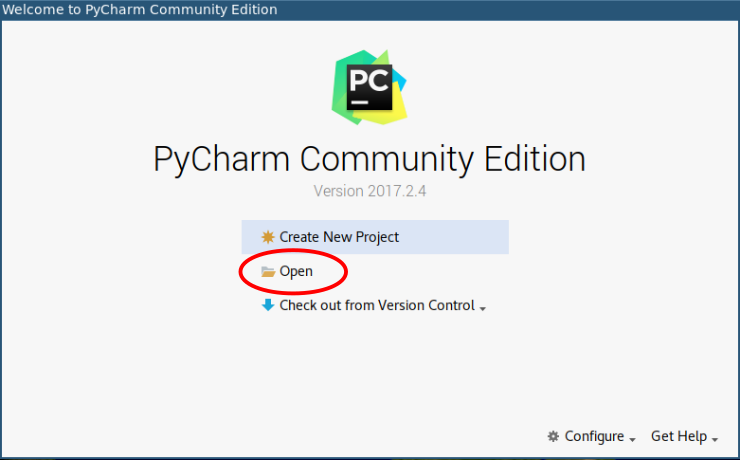 Welcome to PyCharm Community Edition
PC
PyCharm Community Edition
Version 2017.2.4
Create New Project
Open
Check out from Version Control
Configure Get Help